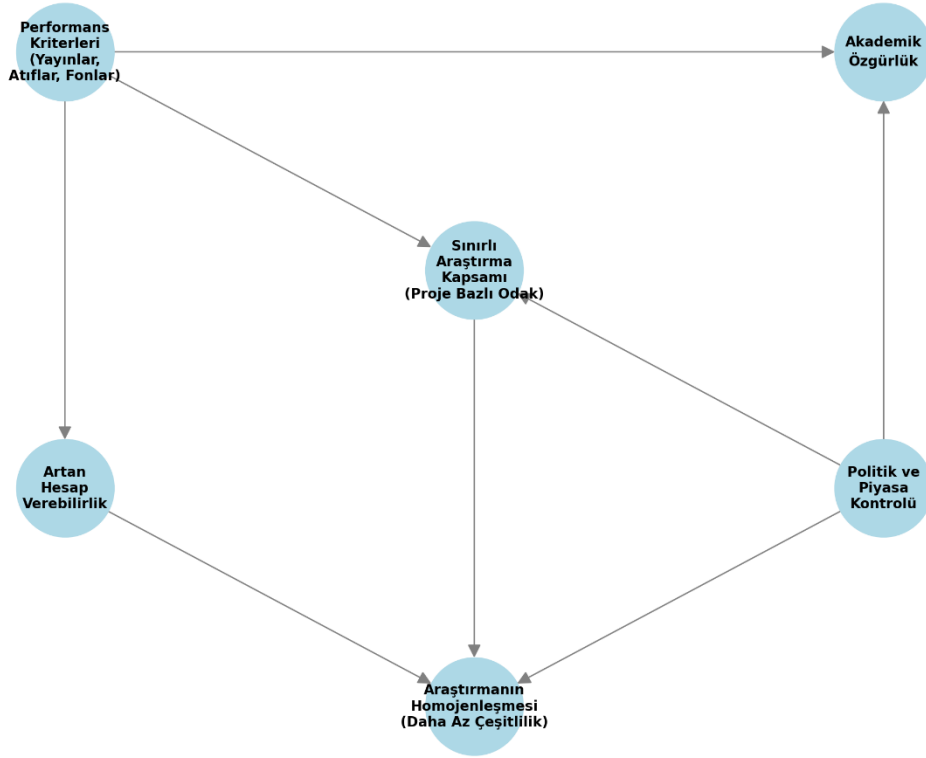 Performans
Kriterleri
(Yayınlar,
Atıflar, Fonlar)
Akademik
Özgürlük
Sınırlı
Araştırma
Kapsamı
(Proje Bazlı Odak)
Artan
Hesap
Verebilirlik
Politik ve
Piyasa
Kontrolü
Araştırmanın
Homojenleşmesi
(Daha Az Çeşitlilik)